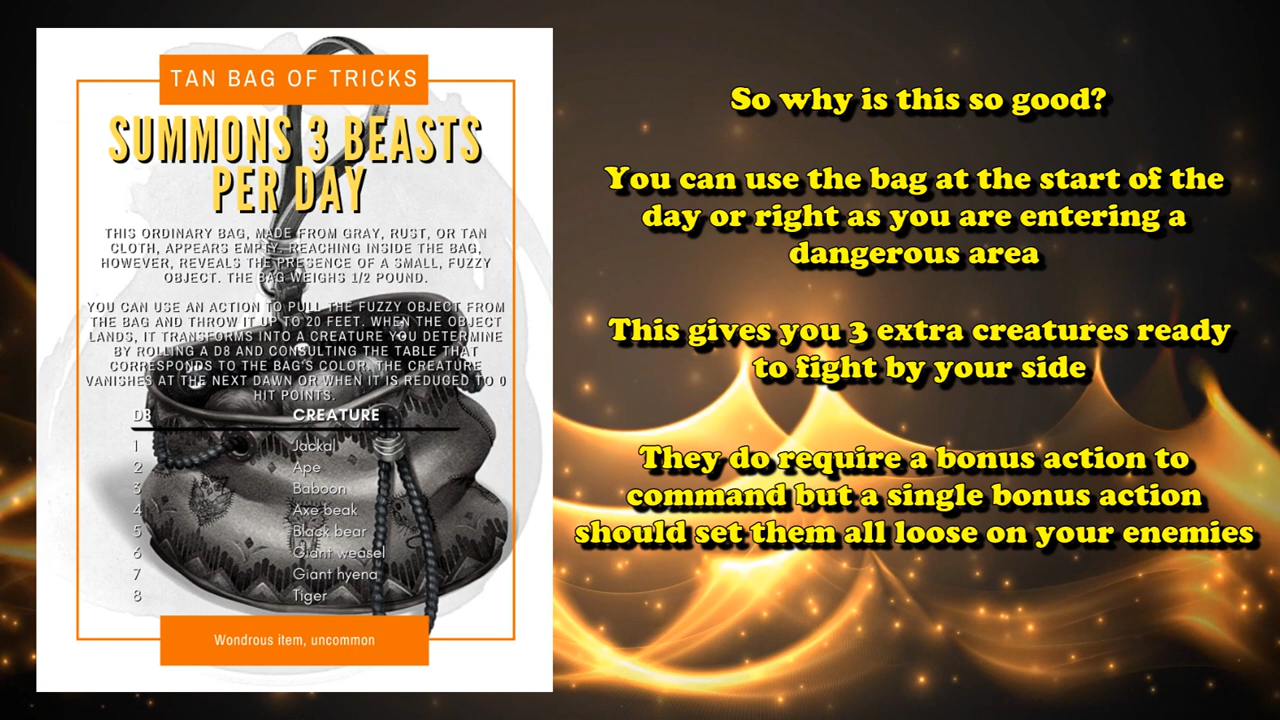 TAN BAG OF TRICKS
SUMMONS 3 BEASTS
PER DAY
THIS ORDINARY BAG, MADE FROM GRAY, RUST, OR TAN
CLOTH, APPEARS EMPTY. REACHING INSIDE THE BAG,
HOWEVER, REVEALS THE PRESENCE OF A SMALL, FUZZY
OBJECT. THE BAG WEIGHS 1/2 POUND.
YOU CAN USE AN ACTION TO PULL THE FUZZY OBJECT FROM
THE BAG AND THROW IT UP TO 20 FEET. WHEN THE OBJECT
LANDS, IT TRANSFORMS INTO A CREATURE YOU DETERMINE
BY ROLLING A D8 AND CONSULTING THE TABLE THAT
CORRESPONDS TO THE BAG'S COLOR. THE CREATURE
VANISHES AT THE NEXT DAWN OR WHEN IT IS REDUCED TO 0
HIT POINTS.
D8 CREATURE
1 Jackal
2 Ape
3 Baboon
4 Axe beak
5 Black bear
6 Giant weasel
7 Giant hyena
8 Tiger
Wondrous item, uncommon
So why is this so good?
You can use the bag at the start of the
day or right as you are entering a
dangerous area
This gives you 3 extra creatures ready
to fight by your side
They do require a bonus action to
command but a single bonus action
should set them all loose on your enemies